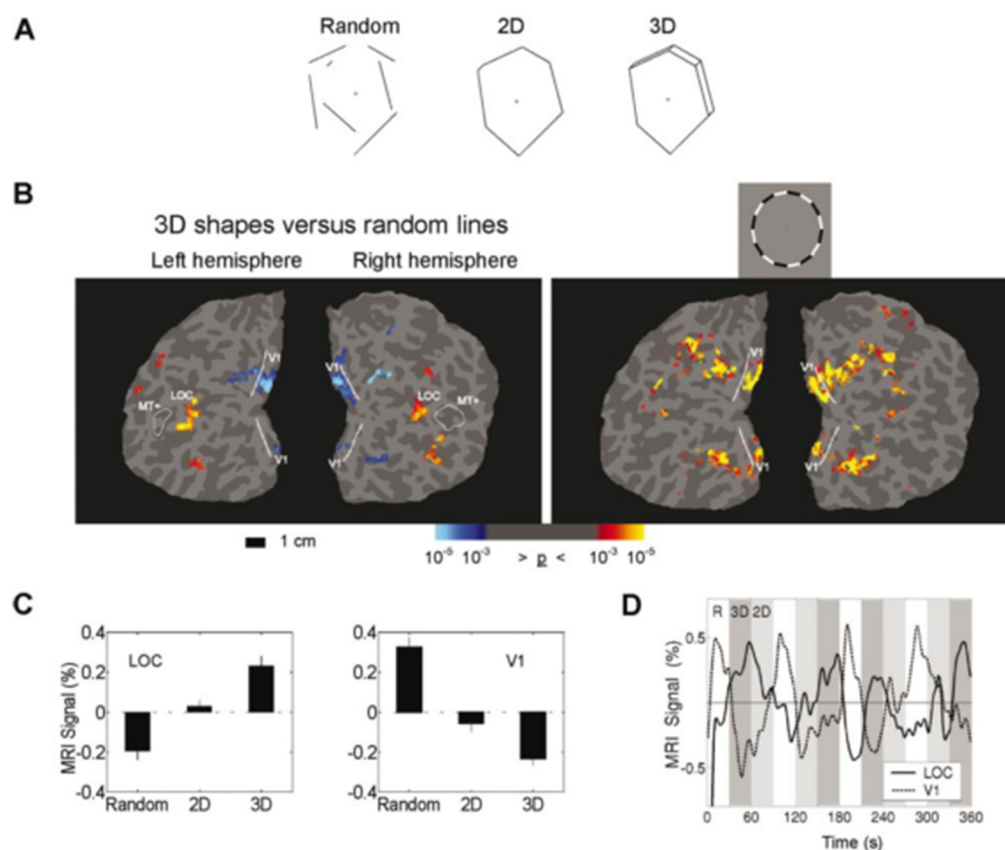 A
Random 2D 3D
B
3D shapes versus random lines
Left hemisphere Right hemisphere
V1 V1 V1 V1
LOC LOC
MT+ MT+
V1 V1 V1 V1
1 cm
10⁻⁵ 10⁻³ > p < 10⁻³ 10⁻⁵
C
MRI Signal (%)
0.4
0.2
0
0.2
0.4
LOC
Random 2D 3D
0.4
0.2
0
0.2
0.4
V1
Random 2D 3D
D
R 3D 2D
MRI Signal (%)
0.5
-0.5
LOC
V1
0 60 120 180 240 300 360
Time (s)